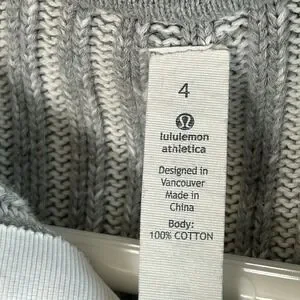 4
lululemon
athletica
Designed in
Vancouver
Made in
China
Body:
100% COTTON